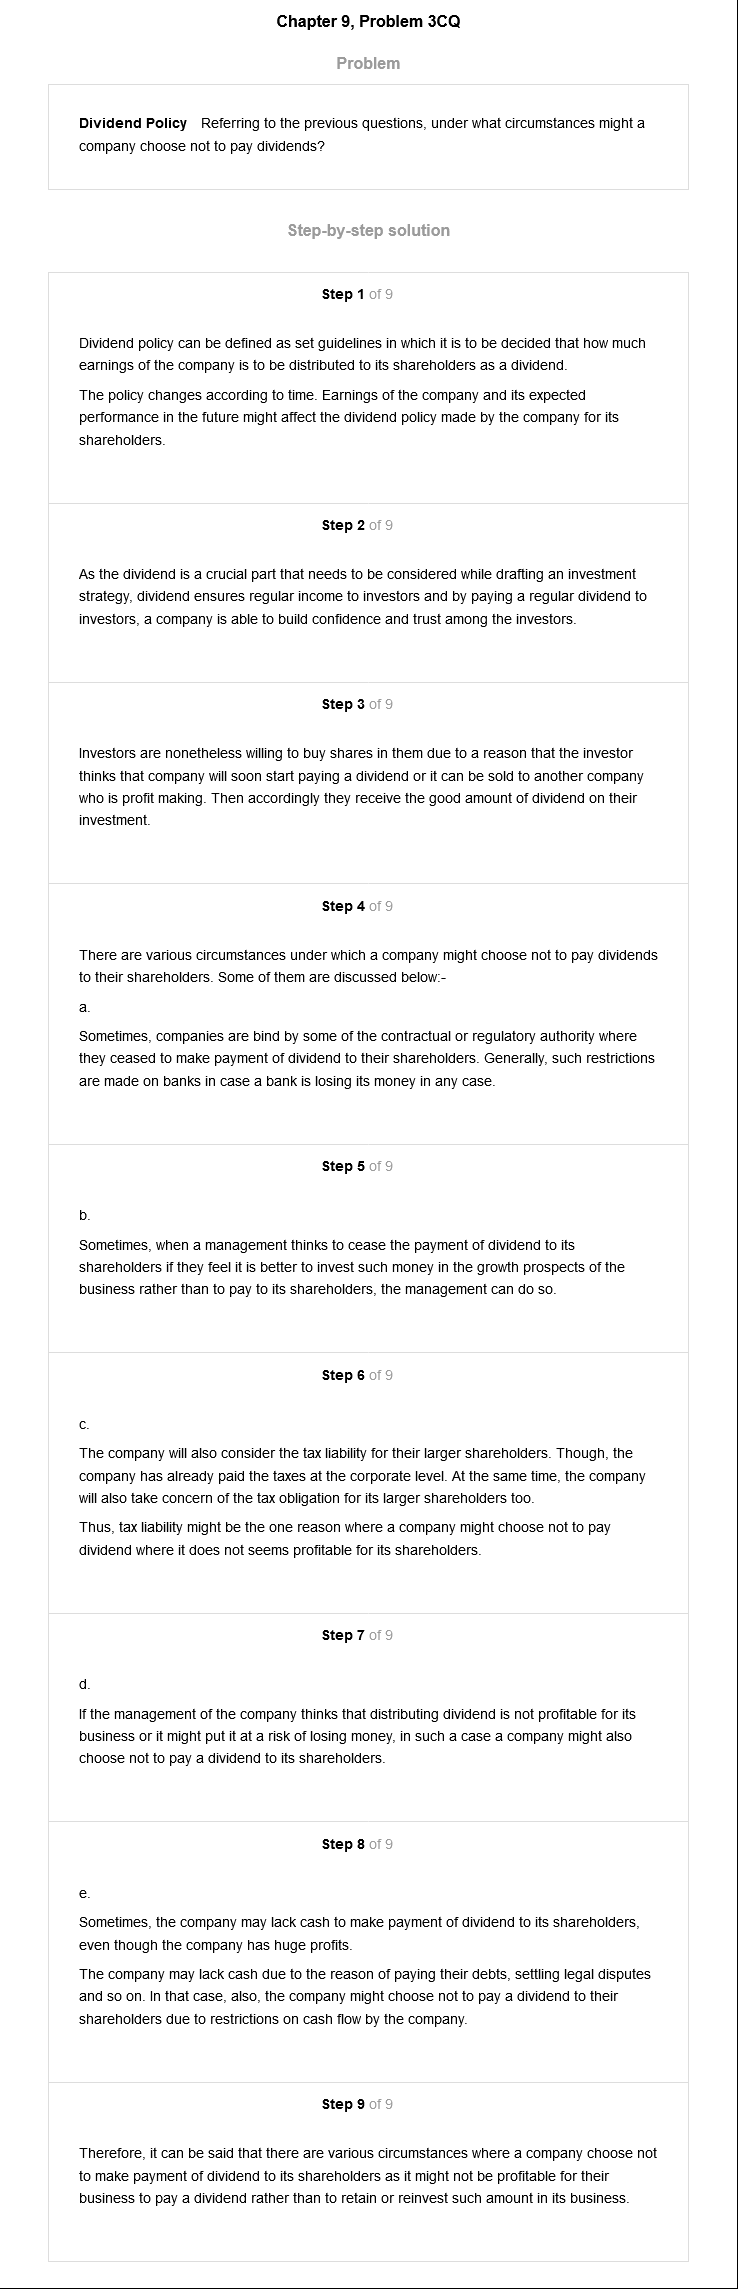 Chapter 9, Problem 3CQ
Problem
Dividend Policy Referring to the previous questions, under what circumstances might a
company choose not to pay dividends?
Step-by-step solution
Step 1 of 9
Dividend policy can be defined as set guidelines in which it is to be decided that how much
earnings of the company is to be distributed to its shareholders as a dividend.
The policy changes according to time. Earnings of the company and its expected
performance in the future might affect the dividend policy made by the company for its
shareholders.
Step 2 of 9
As the dividend is a crucial part that needs to be considered while drafting an investment
strategy, dividend ensures regular income to investors and by paying a regular dividend to
investors, a company is able to build confidence and trust among the investors.
Step 3 of 9
Investors are nonetheless willing to buy shares in them due to a reason that the investor
thinks that company will soon start paying a dividend or it can be sold to another company
who is profit making. Then accordingly they receive the good amount of dividend on their
investment.
Step 4 of 9
There are various circumstances under which a company might choose not to pay dividends
to their shareholders. Some of them are discussed below:-
a.
Sometimes, companies are bind by some of the contractual or regulatory authority where
they ceased to make payment of dividend to their shareholders. Generally, such restrictions
are made on banks in case a bank is losing its money in any case.
Step 5 of 9
b.
Sometimes, when a management thinks to cease the payment of dividend to its
shareholders if they feel it is better to invest such money in the growth prospects of the
business rather than to pay to its shareholders, the management can do so.
Step 6 of 9
c.
The company will also consider the tax liability for their larger shareholders. Though, the
company has already paid the taxes at the corporate level. At the same time, the company
will also take concern of the tax obligation for its larger shareholders too.
Thus, tax liability might be the one reason where a company might choose not to pay
dividend where it does not seems profitable for its shareholders.
Step 7 of 9
d.
If the management of the company thinks that distributing dividend is not profitable for its
business or it might put it at a risk of losing money, in such a case a company might also
choose not to pay a dividend to its shareholders.
Step 8 of 9
e.
Sometimes, the company may lack cash to make payment of dividend to its shareholders,
even though the company has huge profits.
The company may lack cash due to the reason of paying their debts, settling legal disputes
and so on. In that case, also, the company might choose not to pay a dividend to their
shareholders due to restrictions on cash flow by the company.
Step 9 of 9
Therefore, it can be said that there are various circumstances where a company choose not
to make payment of dividend to its shareholders as it might not be profitable for their
business to pay a dividend rather than to retain or reinvest such amount in its business.